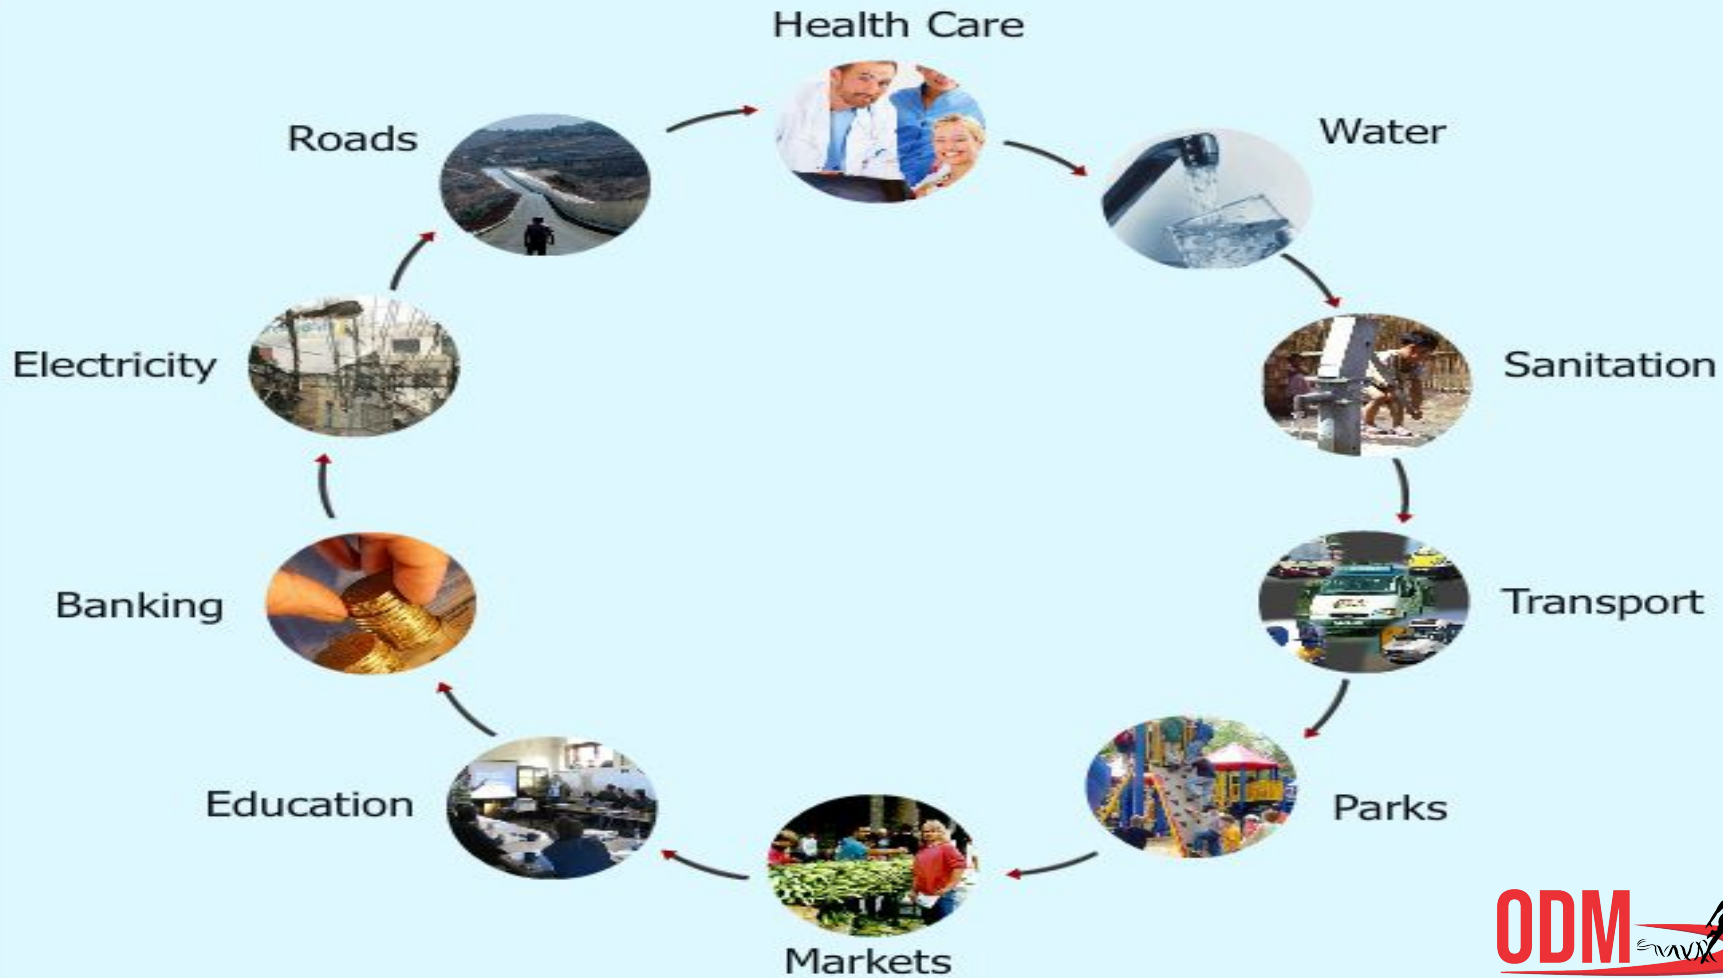 Health Care
Water
Sanitation
Transport
Parks
Markets
Education
Banking
Electricity
Roads
ODM